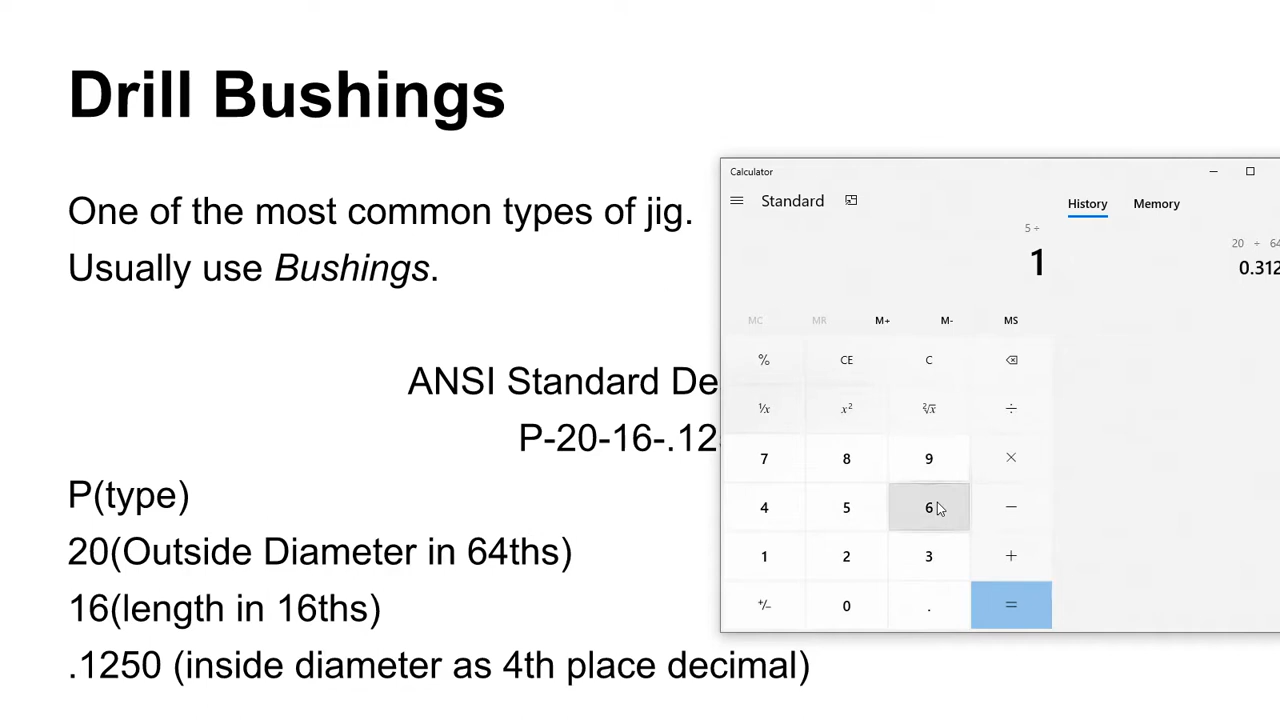 Drill Bushings
One of the most common types of jig.
Usually use Bushings.
ANSI Standard De
P-20-16-.12
P(type)
20(Outside Diameter in 64ths)
16(length in 16ths)
.1250 (inside diameter as 4th place decimal)
Calculator
Standard
History
Memory
5 ÷
1
20 ÷ 64
0.312
MC MR M+ M- MS
% CE C
¹/x x² ²√x ÷
7 8 9 ×
4 5 6 −
1 2 3 +
+/− 0 . =